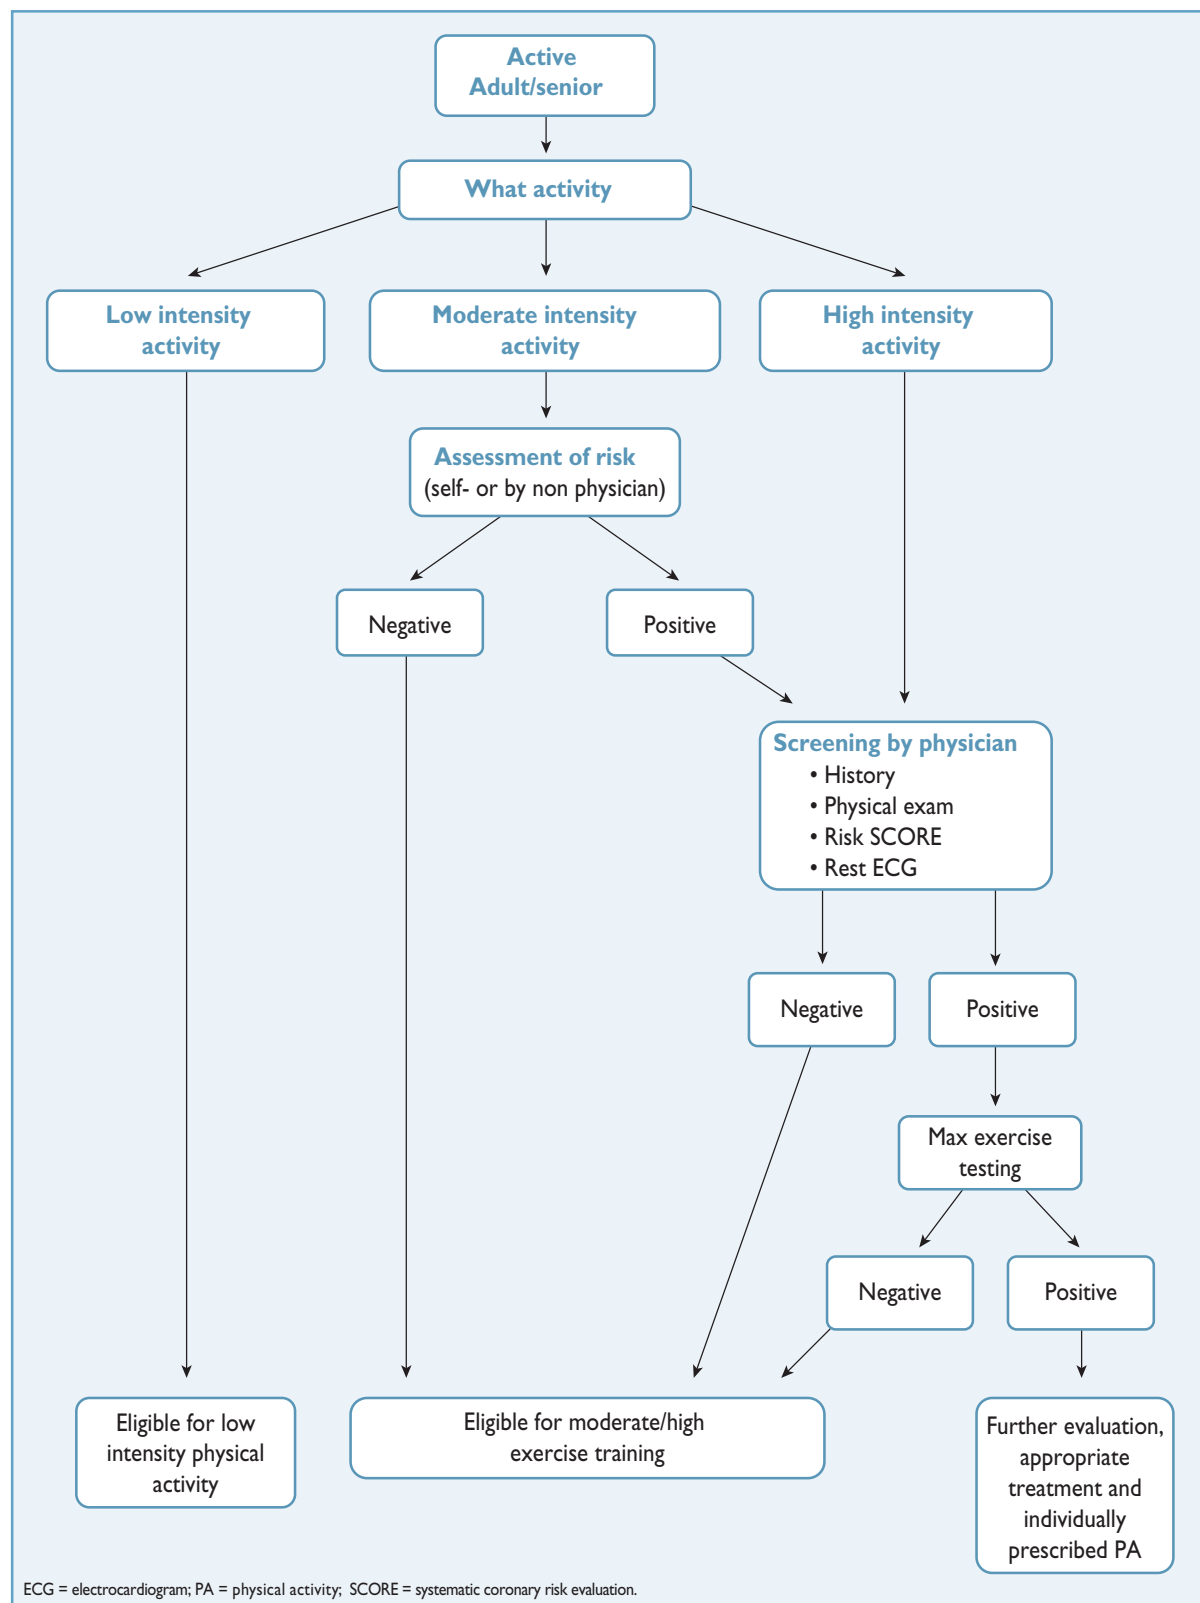 Active
Adult/senior
What activity
Low intensity
activity
Moderate intensity
activity
High intensity
activity
Assessment of risk
(self- or by non physician)
Negative
Positive
Screening by physician
• History
• Physical exam
• Risk SCORE
• Rest ECG
Negative
Positive
Max exercise
testing
Negative
Positive
Eligible for low
intensity physical
activity
Eligible for moderate/high
exercise training
Further evaluation,
appropriate
treatment and
individually
prescribed PA
ECG = electrocardiogram; PA = physical activity; SCORE = systematic coronary risk evaluation.